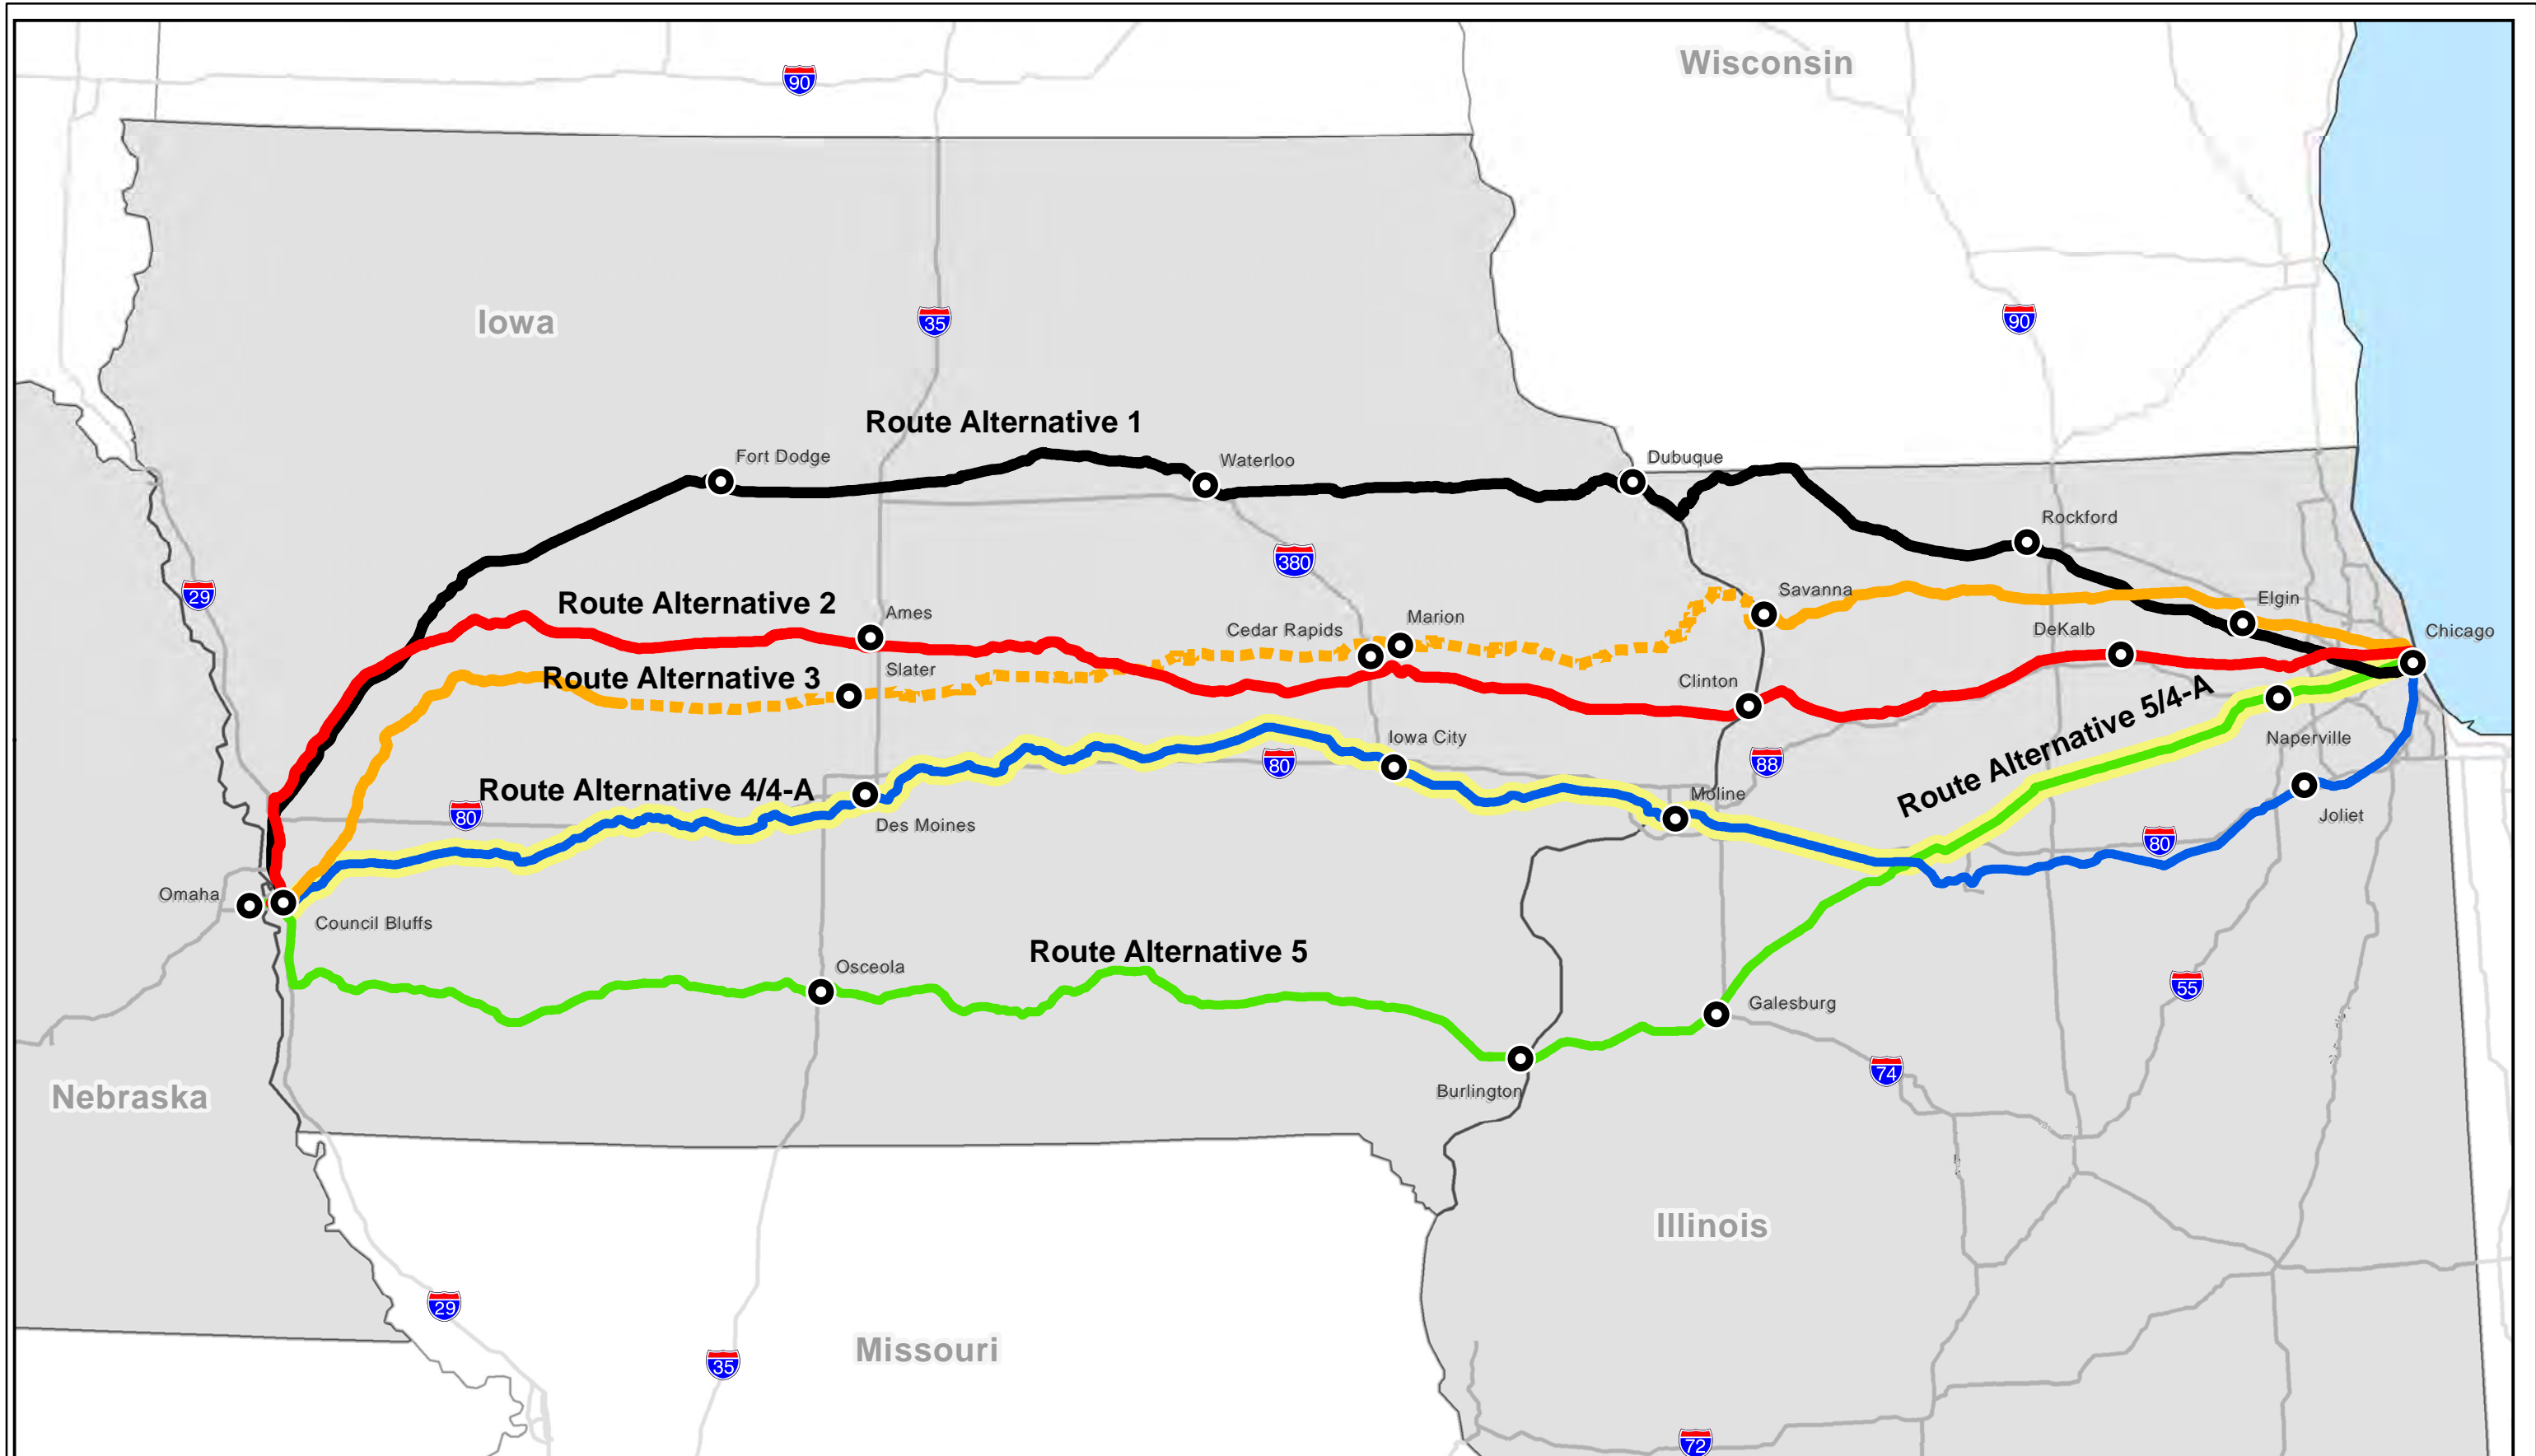 Wisconsin
90
Iowa
35
90
Route Alternative 1
Fort Dodge
Waterloo
Dubuque
Rockford
380
29
Route Alternative 2
Ames
Cedar Rapids
Marion
Savanna
Elgin
DeKalb
Chicago
Route Alternative 3
Slater
Clinton
Route Alternative 5/4-A
Iowa City
Naperville
80
88
Route Alternative 4/4-A
80
Des Moines
Moline
Joliet
80
Omaha
Council Bluffs
Route Alternative 5
Osceola
Galesburg
55
Burlington
74
Nebraska
Illinois
29
Missouri
35
72